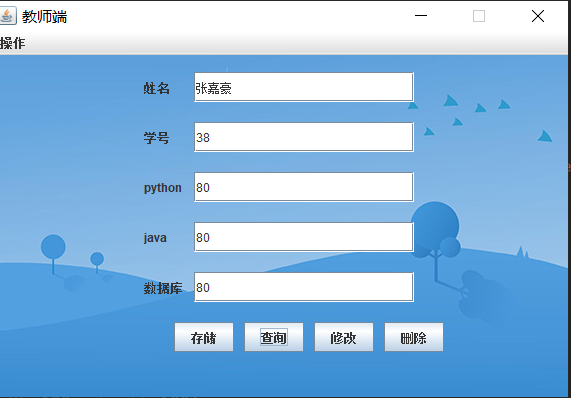 教师端
操作
姓名 张嘉豪
学号 38
python 80
java 80
数据库 80
存储 查询 修改 删除